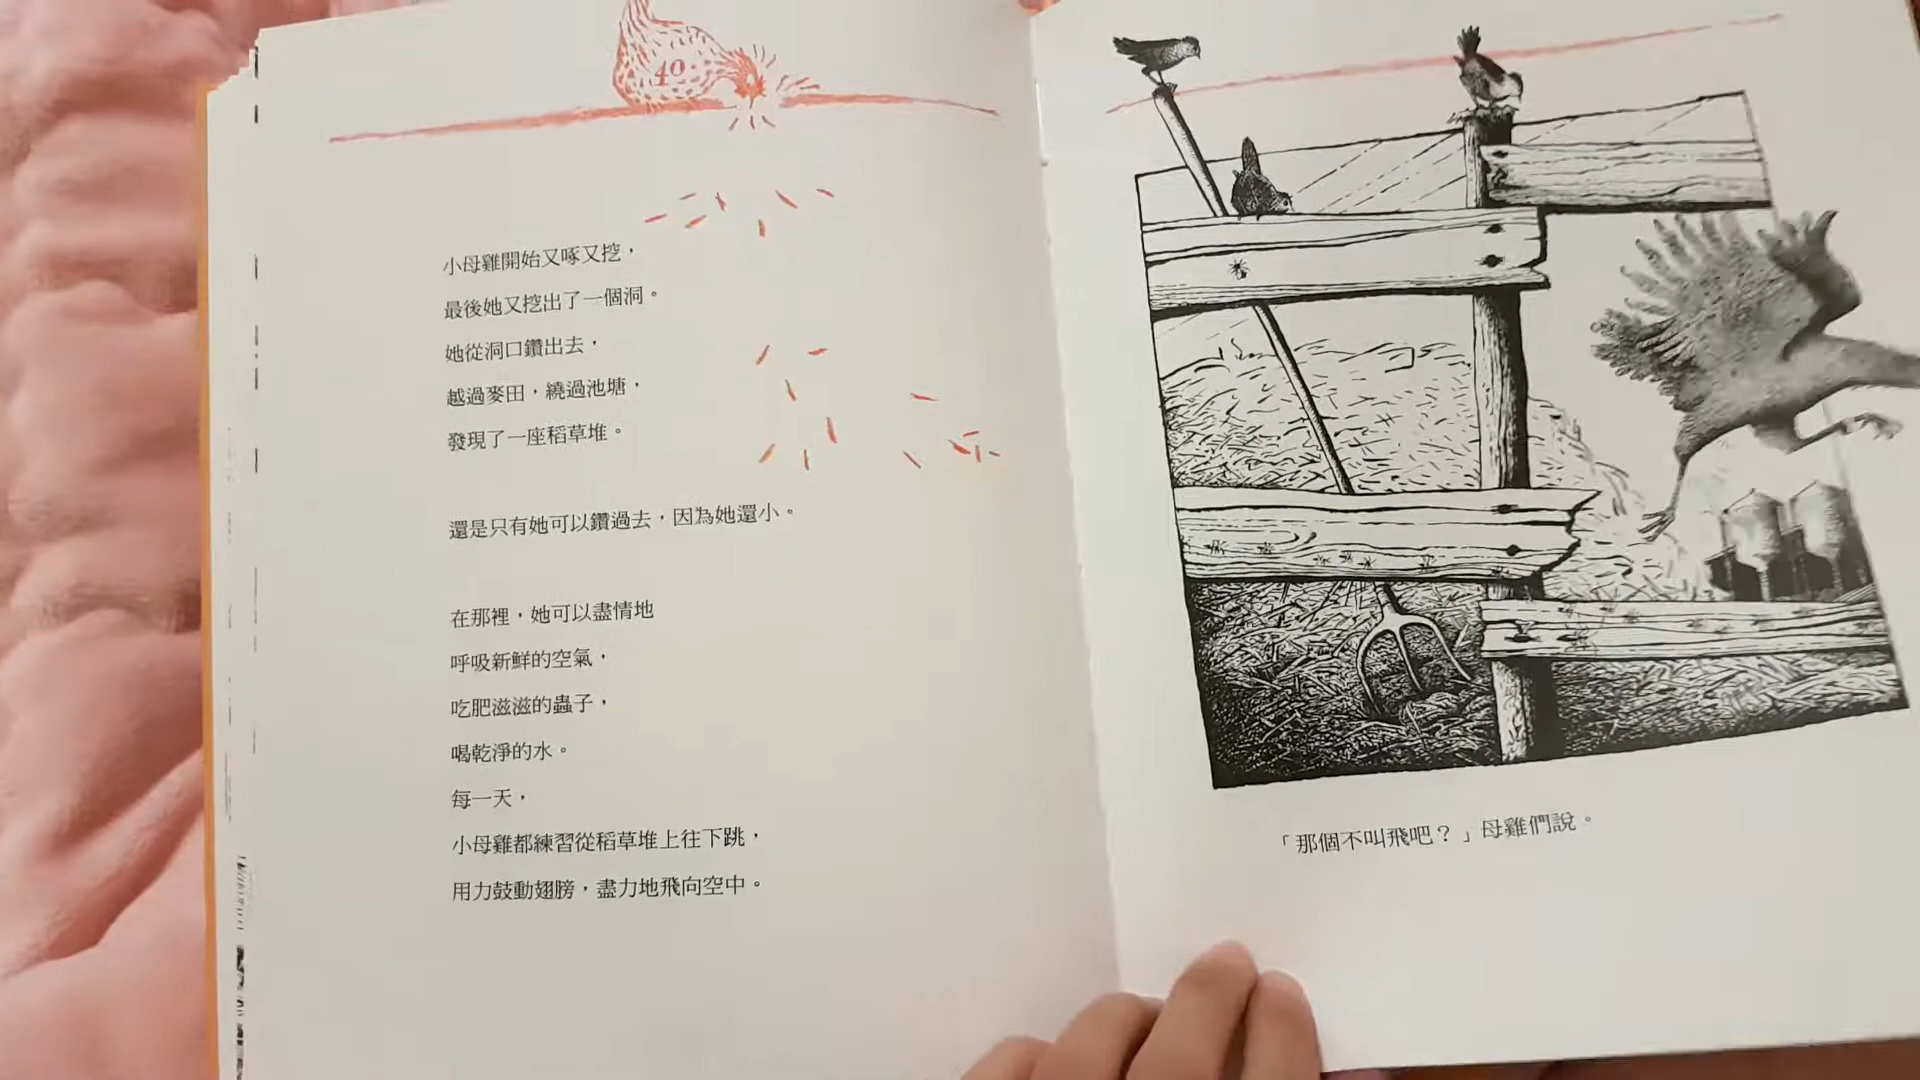 40
小母雞開始又啄又挖，
最後她又挖出了一個洞。
她從洞口鑽出去，
越過麥田，繞過池塘，
發現了一座稻草堆。
還是只有她可以鑽過去，因為她還小。
在那裡，她可以盡情地
呼吸新鮮的空氣，
吃肥滋滋的蟲子，
喝乾淨的水。
每一天，
小母雞都練習從稻草堆上往下跳，
用力鼓動翅膀，盡力地飛向空中。
「那個不叫飛吧？」母雞們說。